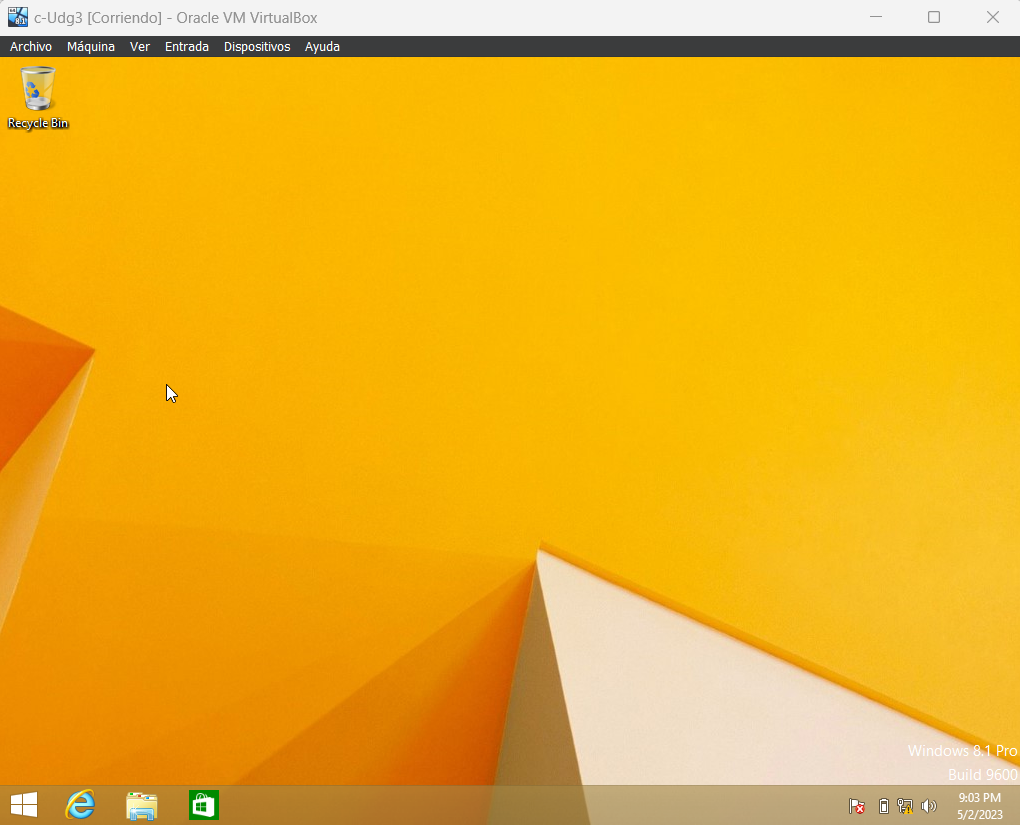 c-Udg3 [Corriendo] - Oracle VM VirtualBox
Archivo Máquina Ver Entrada Dispositivos Ayuda
Recycle Bin
Windows 8.1 Pro
Build 9600
9:03 PM
5/2/2023